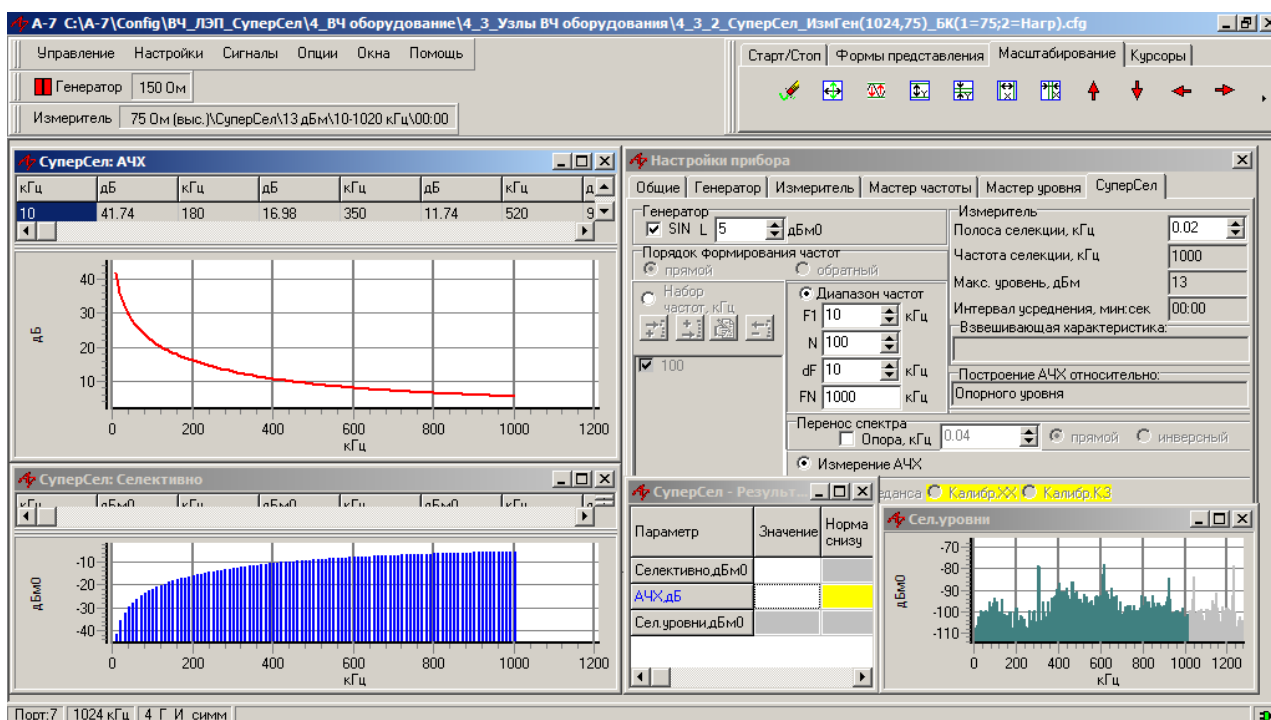 А-7 C:\A-7\Config\ВЧ_ЛЭП_СуперСел\4_ВЧ оборудование\4_3_Узлы ВЧ оборудования\4_3_2_СуперСел_ИзмГен(1024,75)_БК(1=75;2=Нагр).cfg
Управление Настройки Сигналы Опции Окна Помощь
Генератор 150 Ом
Измеритель 75 Ом (выс.)\СуперСел\13 дБм\10-1020 кГц\00:00
Старт/Стоп Формы представления Масштабирование Курсоры
СуперСел: АЧХ
кГц дБ кГц дБ кГц дБ кГц
10 41.74 180 16.98 350 11.74 520 9
дБ
40
30
20
10
0 200 400 600 800 1000 1200
кГц
СуперСел: Селективно
кГц дБм0 кГц дБм0 кГц дБм0 кГц
дБм0
-10
-20
-30
-40
0 200 400 600 800 1000 1200
кГц
Настройки прибора
Общие Генератор Измеритель Мастер частоты Мастер уровня СуперСел
Генератор
SIN L 5 дБм0
Порядок формирования частот
прямой обратный
Набор частот, кГц
100
Диапазон частот
F1 10 кГц
N 100
dF 10 кГц
FN 1000 кГц
Измеритель
Полоса селекции, кГц 0.02
Частота селекции, кГц 1000
Макс. уровень, дБм 13
Интервал усреднения, мин:сек 00:00
Взвешивающая характеристика:
Построение АЧХ относительно:
Опорного уровня
Перенос спектра
Опора, кГц 0.04 прямой инверсный
Измерение АЧХ
еданса Калибр.ХХ Калибр.КЗ
СуперСел - Результ...
Параметр Значение Норма снизу
Селективно,дБм0
АЧХ,дБ
Сел.уровни,дБм0
Сел.уровни
дБм0
-70
-80
-90
-100
-110
0 200 400 600 800 1000 1200
кГц
Порт:7 1024 кГц 4 Г И симм